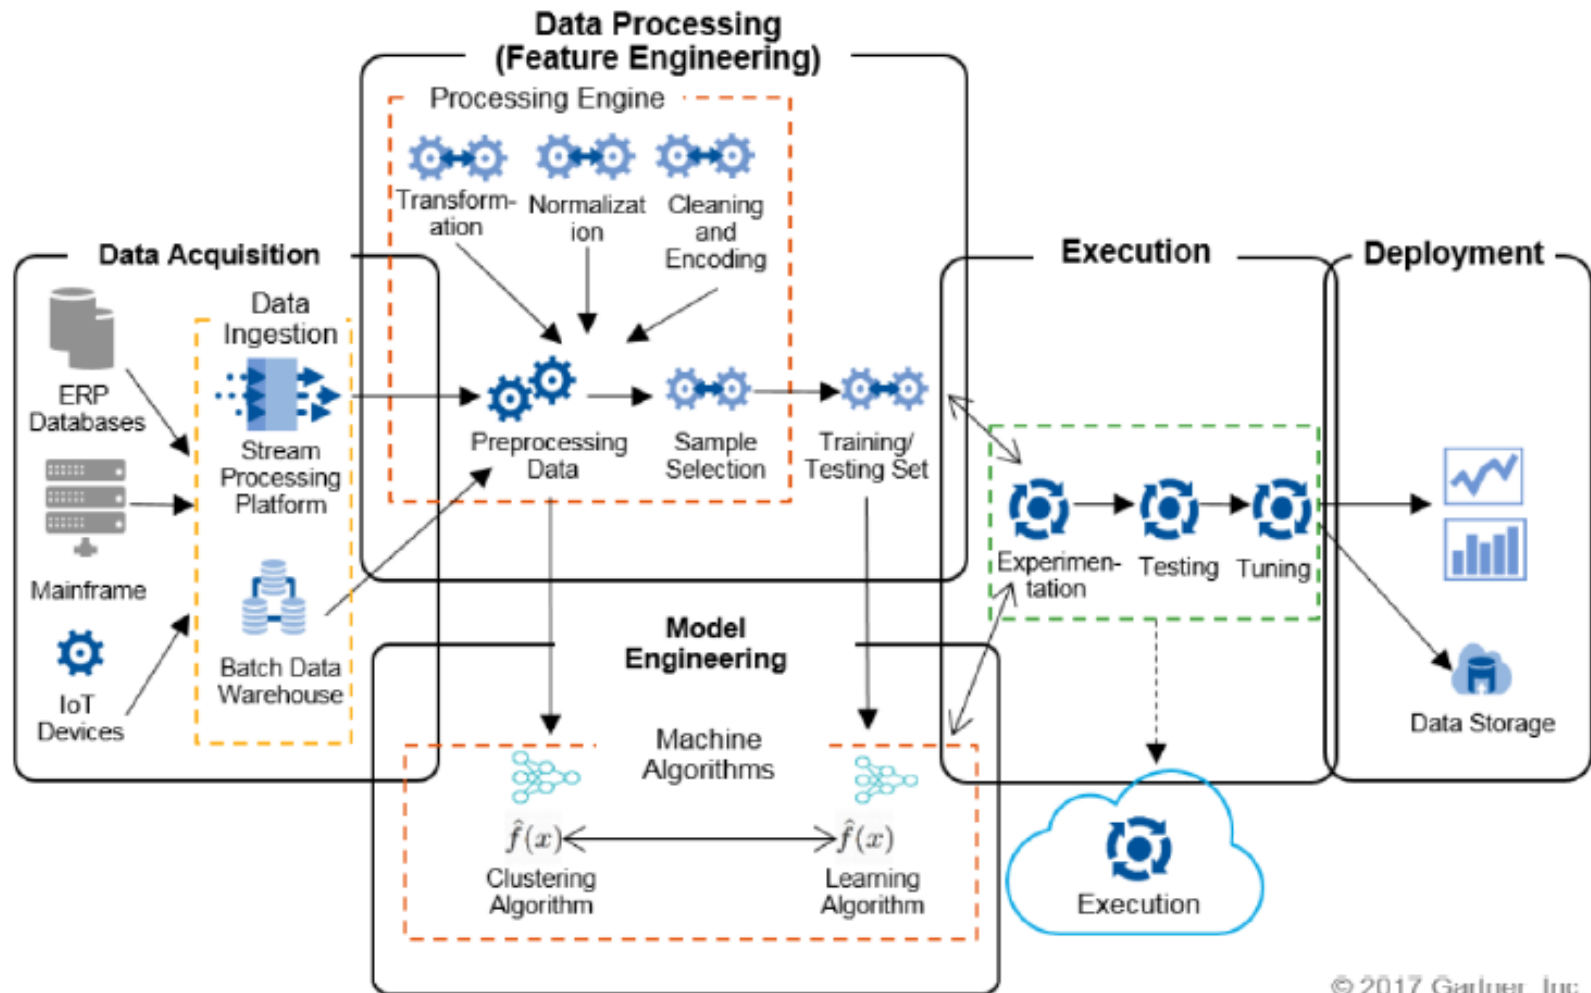 Data Processing
(Feature Engineering)
Processing Engine
Transform-
ation
Normalizat
ion
Cleaning
and
Encoding
Data Acquisition
Data
Ingestion
ERP
Databases
Stream
Processing
Platform
Mainframe
IoT
Devices
Batch Data
Warehouse
Preprocessing
Data
Sample
Selection
Training/
Testing Set
Execution
Experimen-
tation
Testing
Tuning
Deployment
Data Storage
Model
Engineering
Machine
Algorithms
f̂(x)
Clustering
Algorithm
f̂(x)
Learning
Algorithm
Execution
© 2017 Gartner, Inc